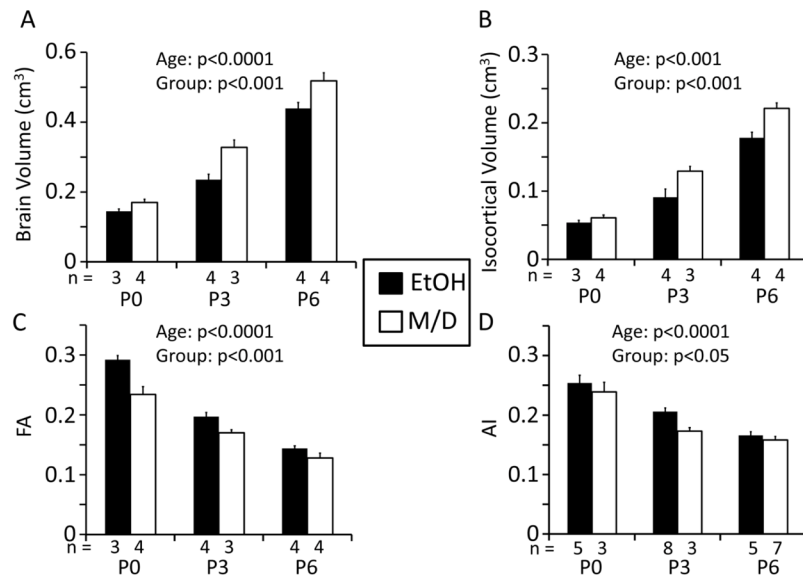 A
Brain Volume (cm³)
0.6
0.4
0.2
0
Age: p<0.0001
Group: p<0.001
n = 3 4 4 3 4 4
P0 P3 P6
B
Isocortical Volume (cm³)
0.3
0.2
0.1
0
Age: p<0.001
Group: p<0.001
n = 3 4 4 3 4 4
P0 P3 P6
EtOH
M/D
C
FA
0.3
0.2
0.1
0
Age: p<0.0001
Group: p<0.001
n = 3 4 4 3 4 4
P0 P3 P6
D
AI
0.3
0.2
0.1
0
Age: p<0.0001
Group: p<0.05
n = 5 3 8 3 5 7
P0 P3 P6